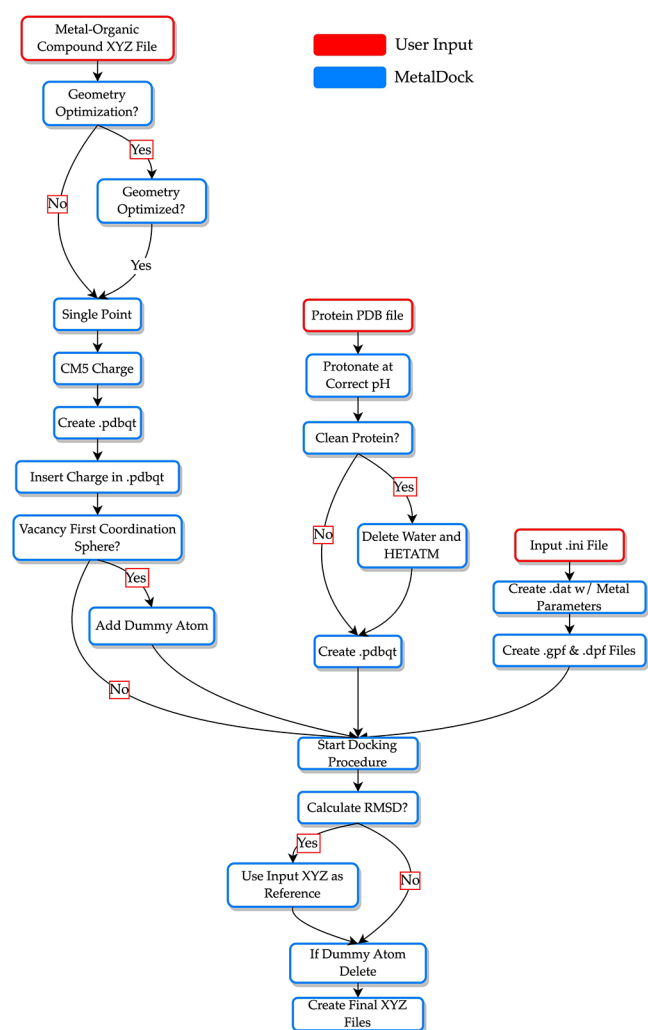 Metal-Organic
Compound XYZ File
User Input
MetalDock
Geometry
Optimization?
Yes
Geometry
Optimized?
No
Yes
Single Point
CM5 Charge
Create .pdbqt
Insert Charge in .pdbqt
Vacancy First Coordination
Sphere?
Yes
Add Dummy Atom
No
Protein PDB file
Protonate at
Correct pH
Clean Protein?
Yes
No
Delete Water and
HETATM
Create .pdbqt
Input .ini File
Create .dat w/ Metal
Parameters
Create .gpf & .dpf Files
Start Docking
Procedure
Calculate RMSD?
Yes
Use Input XYZ as
Reference
No
If Dummy Atom
Delete
Create Final XYZ
Files